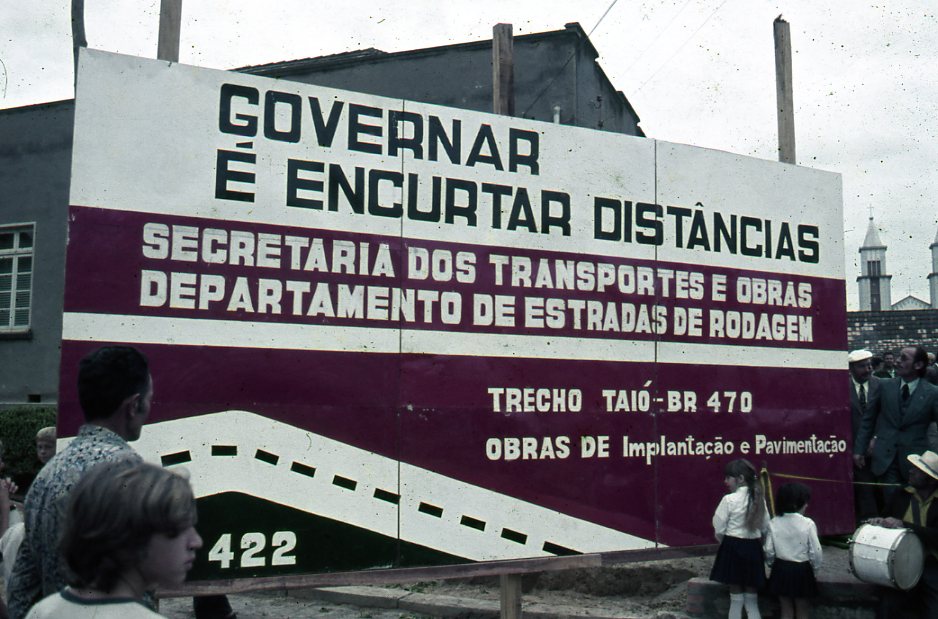 GOVERNAR
É ENCURTAR DISTÂNCIAS
SECRETARIA DOS TRANSPORTES E OBRAS
DEPARTAMENTO DE ESTRADAS DE RODAGEM
TRECHO TAIÓ-BR 470
OBRAS DE Implantação e Pavimentação
422